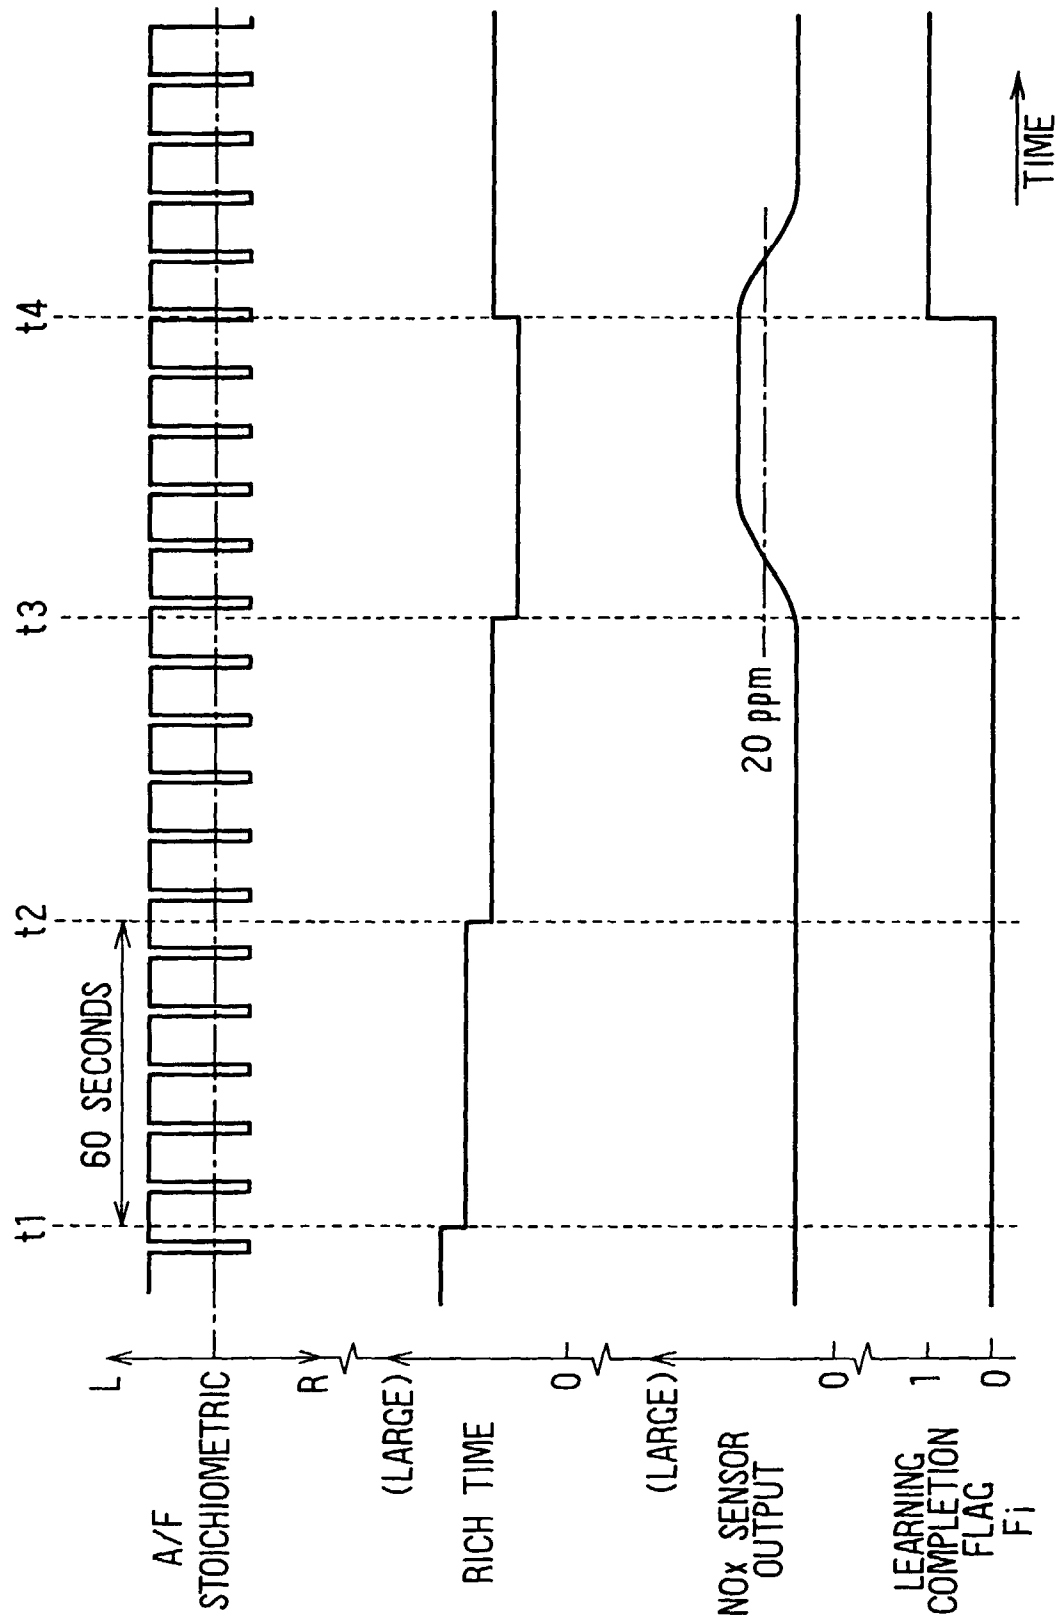 t1
t2
t3
t4
60 SECONDS
L
A/F
STOICHIOMETRIC
R
(LARGE)
RICH TIME
0
(LARGE)
20 ppm
NOx SENSOR
OUTPUT
0
LEARNING
COMPLETION
FLAG
Fi
1
0
TIME